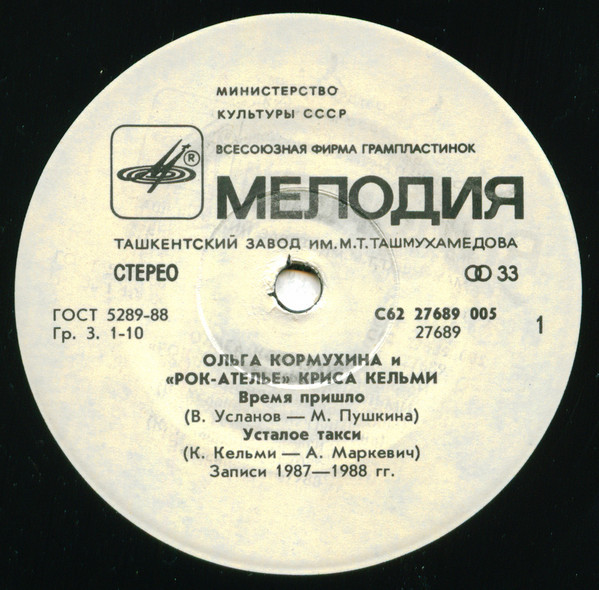 МИНИСТЕРСТВО
КУЛЬТУРЫ СССР
ВСЕСОЮЗНАЯ ФИРМА ГРАМПЛАСТИНОК
®
МЕЛОДИЯ
ТАШКЕНТСКИЙ ЗАВОД ИМ. М.Т.ТАШМУХАМЕДОВА
СТЕРЕО 33
ГОСТ 5289-88 С62 27689 005
Гр. 3. 1-10 27689 1
ОЛЬГА КОРМУХИНА и
«РОК-АТЕЛЬЕ» КРИСА КЕЛЬМИ
Время пришло
(В. Усланов — М. Пушкина)
Усталое такси
(К. Кельми — А. Маркевич)
Записи 1987—1988 гг.